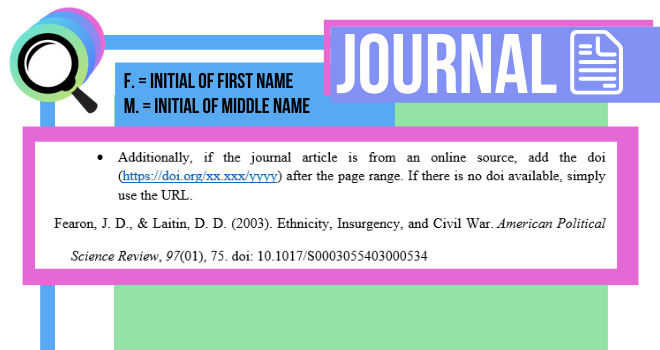 JOURNAL
F. = INITIAL OF FIRST NAME
M. = INITIAL OF MIDDLE NAME
• Additionally, if the journal article is from an online source, add the doi
(https://doi.org/xx.xxx/yyyy) after the page range. If there is no doi available, simply
use the URL.
Fearon, J. D., & Laitin, D. D. (2003). Ethnicity, Insurgency, and Civil War. American Political
Science Review, 97(01), 75. doi: 10.1017/S0003055403000534